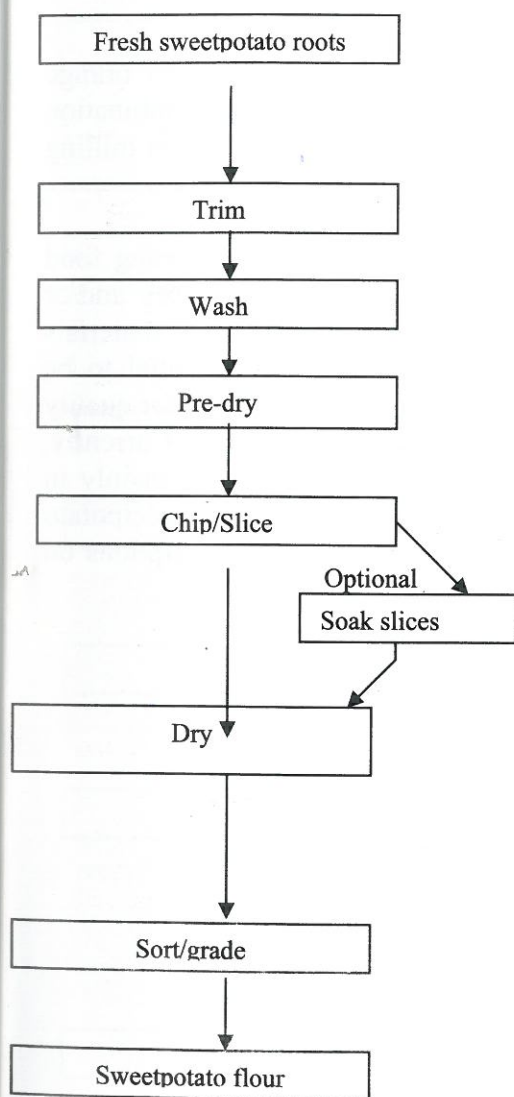 Fresh sweetpotato roots
Trim
Wash
Pre-dry
Chip/Slice
Optional
Soak slices
Dry
Sort/grade
Sweetpotato flour